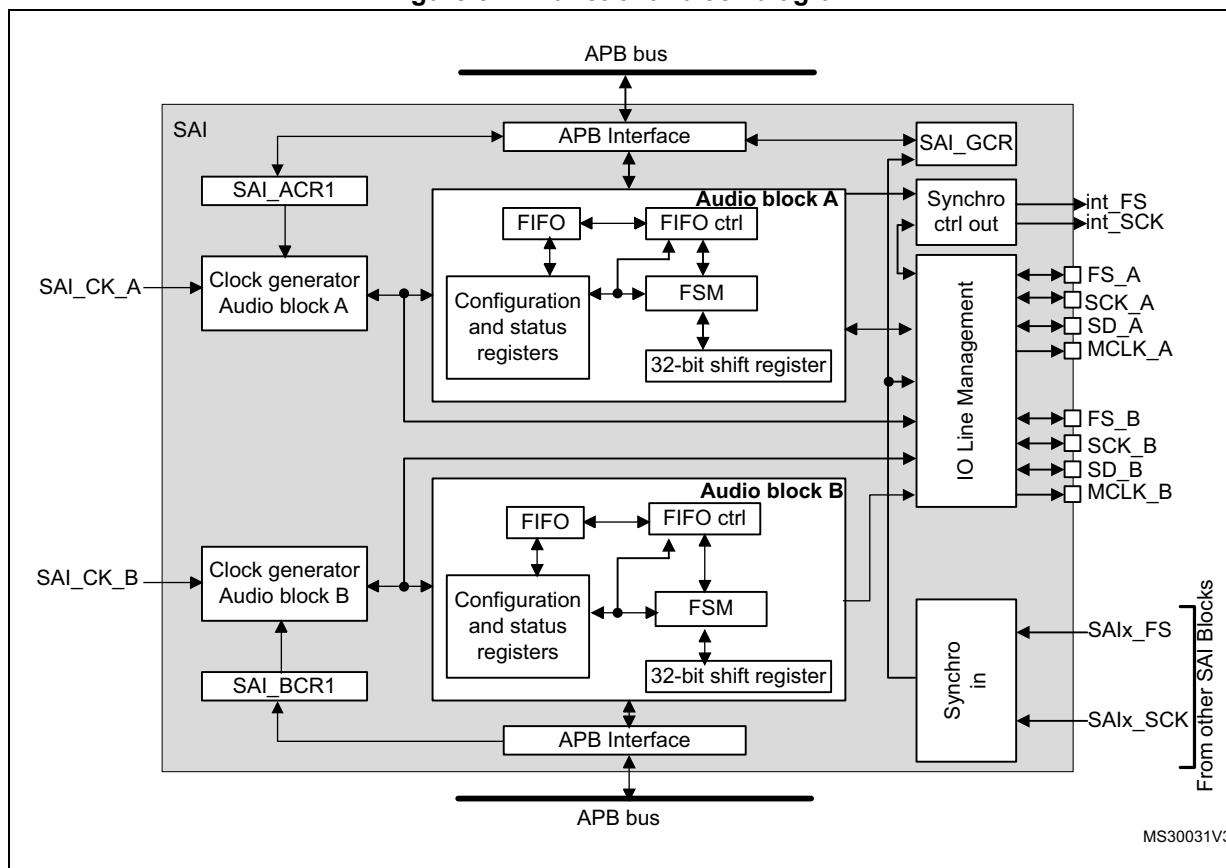 APB bus
SAI
APB Interface
SAI_GCR
SAI_ACR1
Audio block A
Synchro
ctrl out
int_FS
int_SCK
FIFO
FIFO ctrl
SAI_CK_A
Clock generator
Audio block A
Configuration
and status
registers
FSM
32-bit shift register
IO Line Management
FS_A
SCK_A
SD_A
MCLK_A
FS_B
SCK_B
SD_B
MCLK_B
Audio block B
FIFO
FIFO ctrl
SAI_CK_B
Clock generator
Audio block B
Configuration
and status
registers
FSM
32-bit shift register
SAI_BCR1
Synchro
in
SAIx_FS
SAIx_SCK
From other SAI Blocks
APB Interface
APB bus
MS30031V3